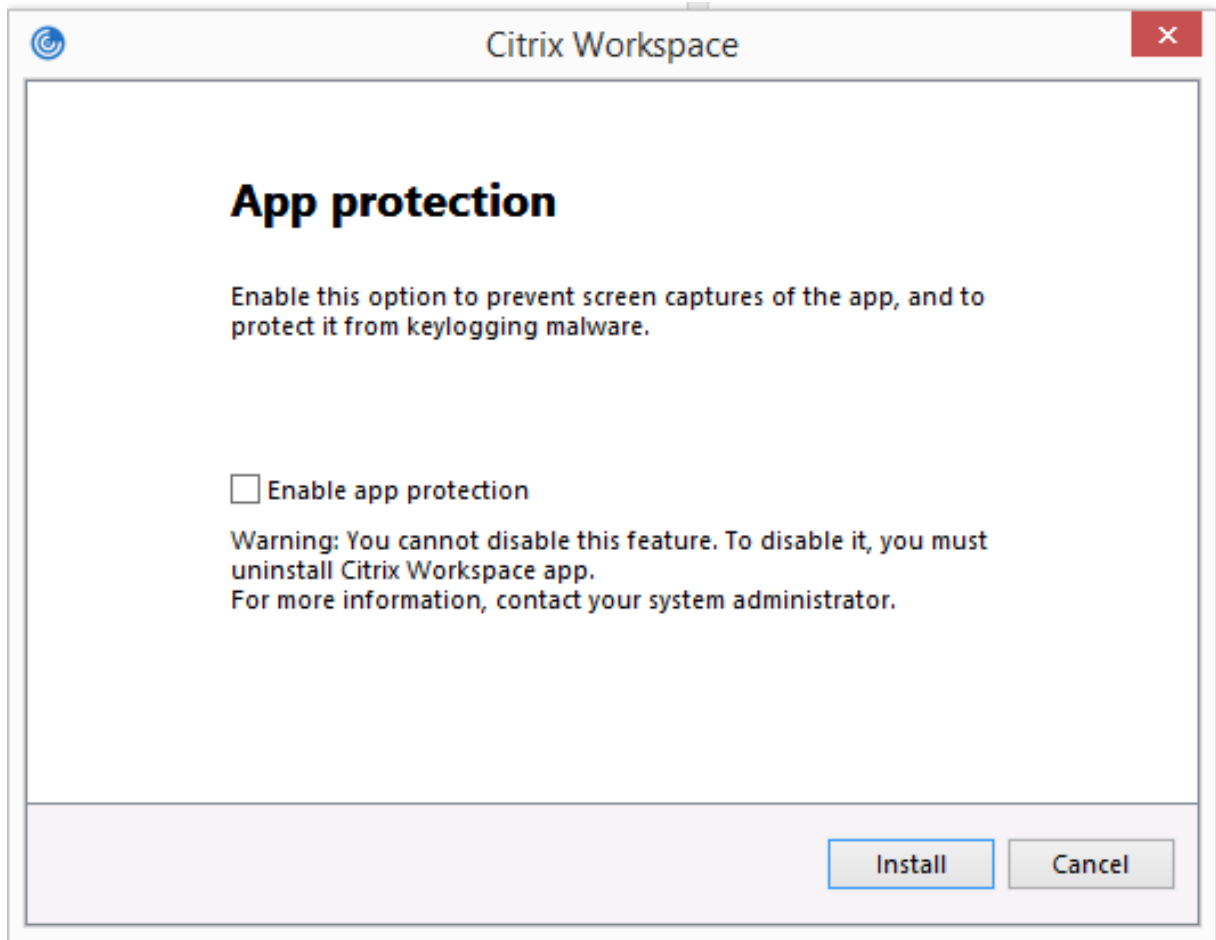 Citrix Workspace
App protection
Enable this option to prevent screen captures of the app, and to
protect it from keylogging malware.
Enable app protection
Warning: You cannot disable this feature. To disable it, you must
uninstall Citrix Workspace app.
For more information, contact your system administrator.
Install
Cancel